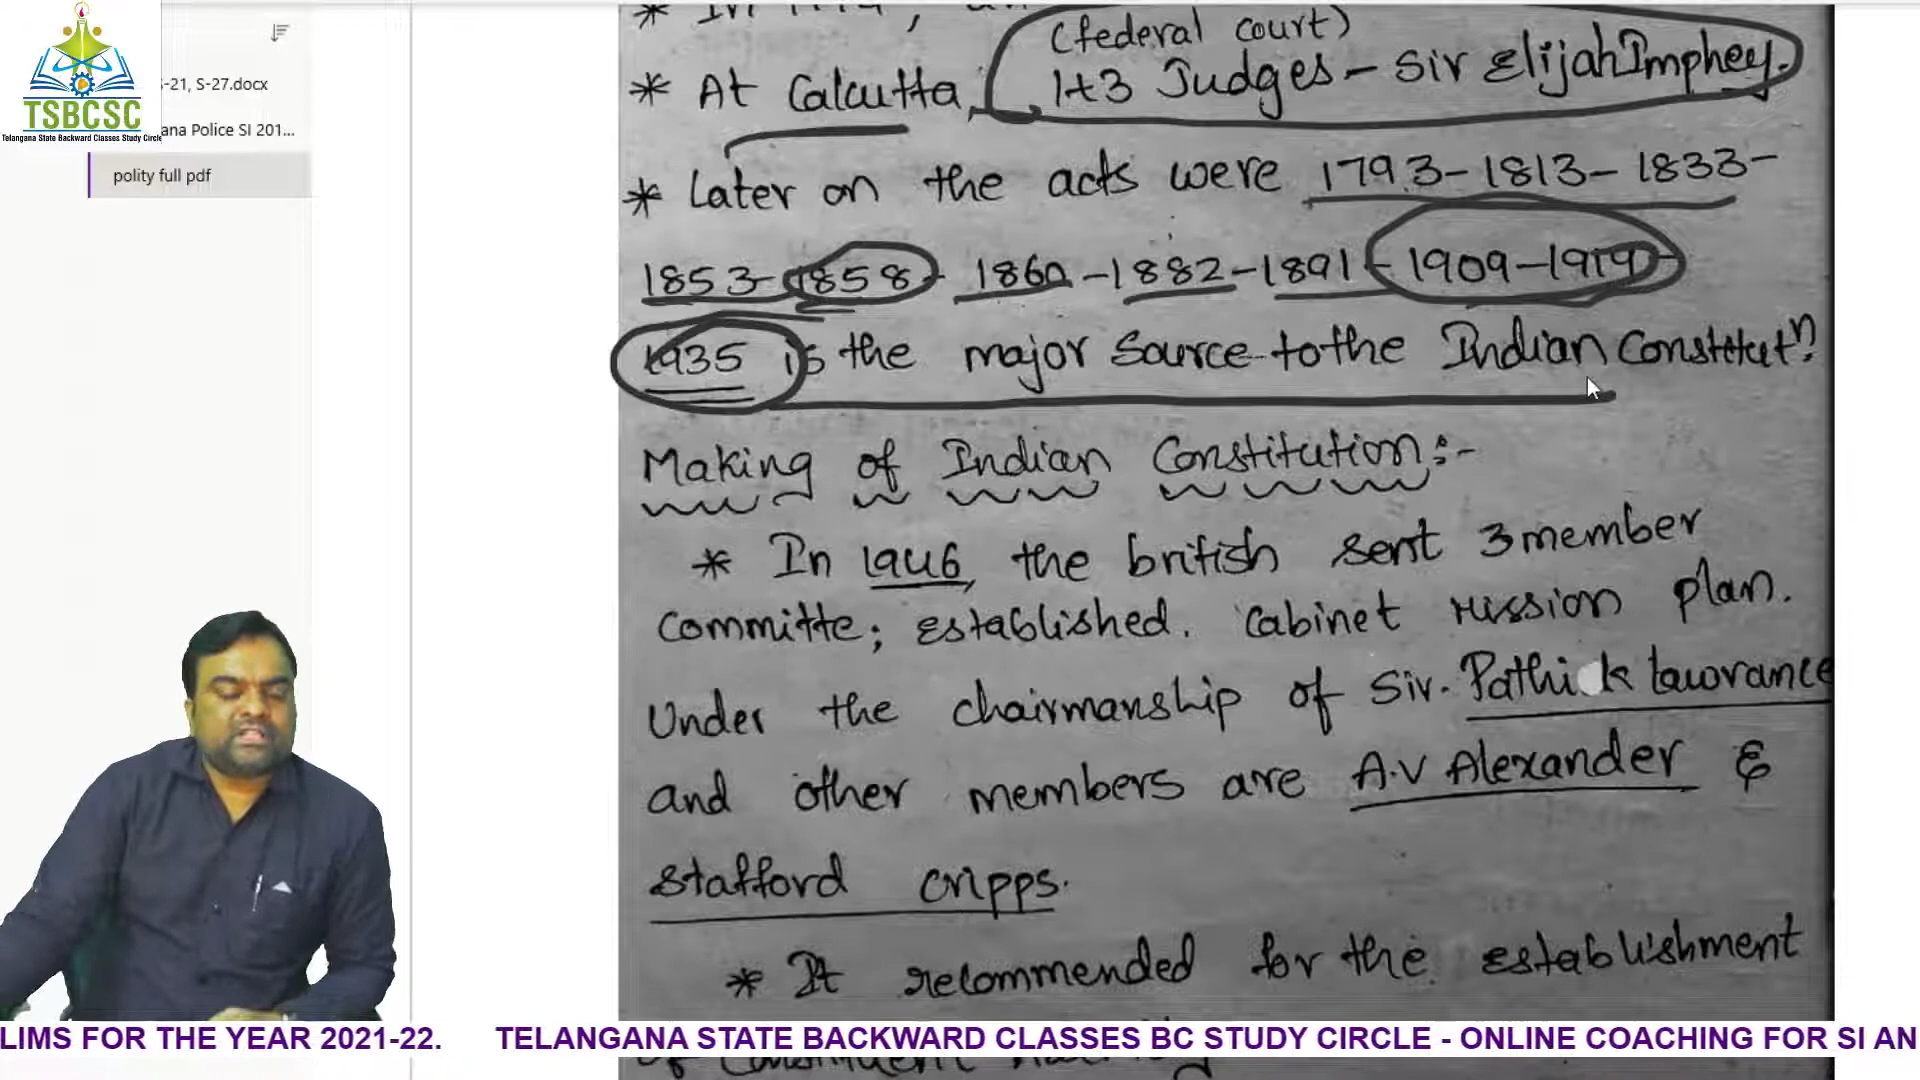 (federal court)
* At Calcutta, 1+3 Judges - Sir Elijah Imphey.
* Later on the acts were 1793-1813-1833-
1853-1858- 1860-1882-1891-1909-1919-
1935 is the major source to the Indian Constitutn.
Making of Indian Constitution:-
* In 1946, the british sent 3 member
committe; established. Cabinet mission plan.
Under the chairmanship of Sir. Pathick lawrance
and other members are A.V Alexander &
Stafford cripps.
* It recommended for the establishment
TSBCSC
Telangana State Backward Classes Study Circle
S-21, S-27.docx
ana Police SI 201...
polity full pdf
LIMS FOR THE YEAR 2021-22. TELANGANA STATE BACKWARD CLASSES BC STUDY CIRCLE - ONLINE COACHING FOR SI AN